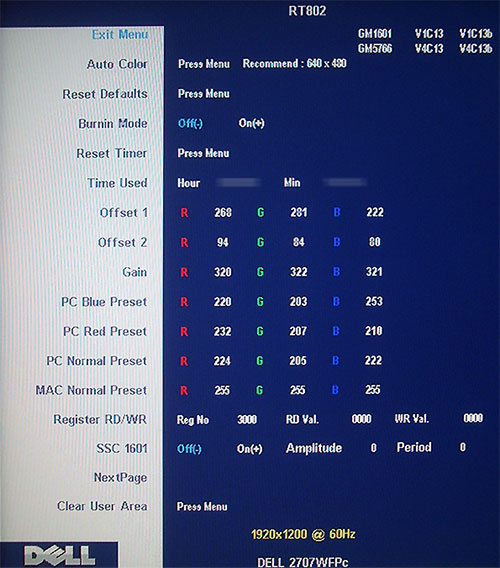 RT802
Exit Menu GM1601 V1C13 V1C13b
GM5766 V4C13 V4C13b
Auto Color Press Menu Recommend : 640 x 480
Reset Defaults Press Menu
Burnin Mode Off(-) On(+)
Reset Timer Press Menu
Time Used Hour Min
Offset 1 R 268 G 281 B 222
Offset 2 R 94 G 84 B 80
Gain R 320 G 322 B 321
PC Blue Preset R 220 G 203 B 253
PC Red Preset R 232 G 207 B 210
PC Normal Preset R 224 G 205 B 222
MAC Normal Preset R 255 G 255 B 255
Register RD/WR Reg No 3000 RD Val. 0000 WR Val. 0000
SSC 1601 Off(-) On(+) Amplitude 0 Period 0
NextPage
Clear User Area Press Menu
1920x1200 @ 60Hz
DELL DELL 2707WFPc